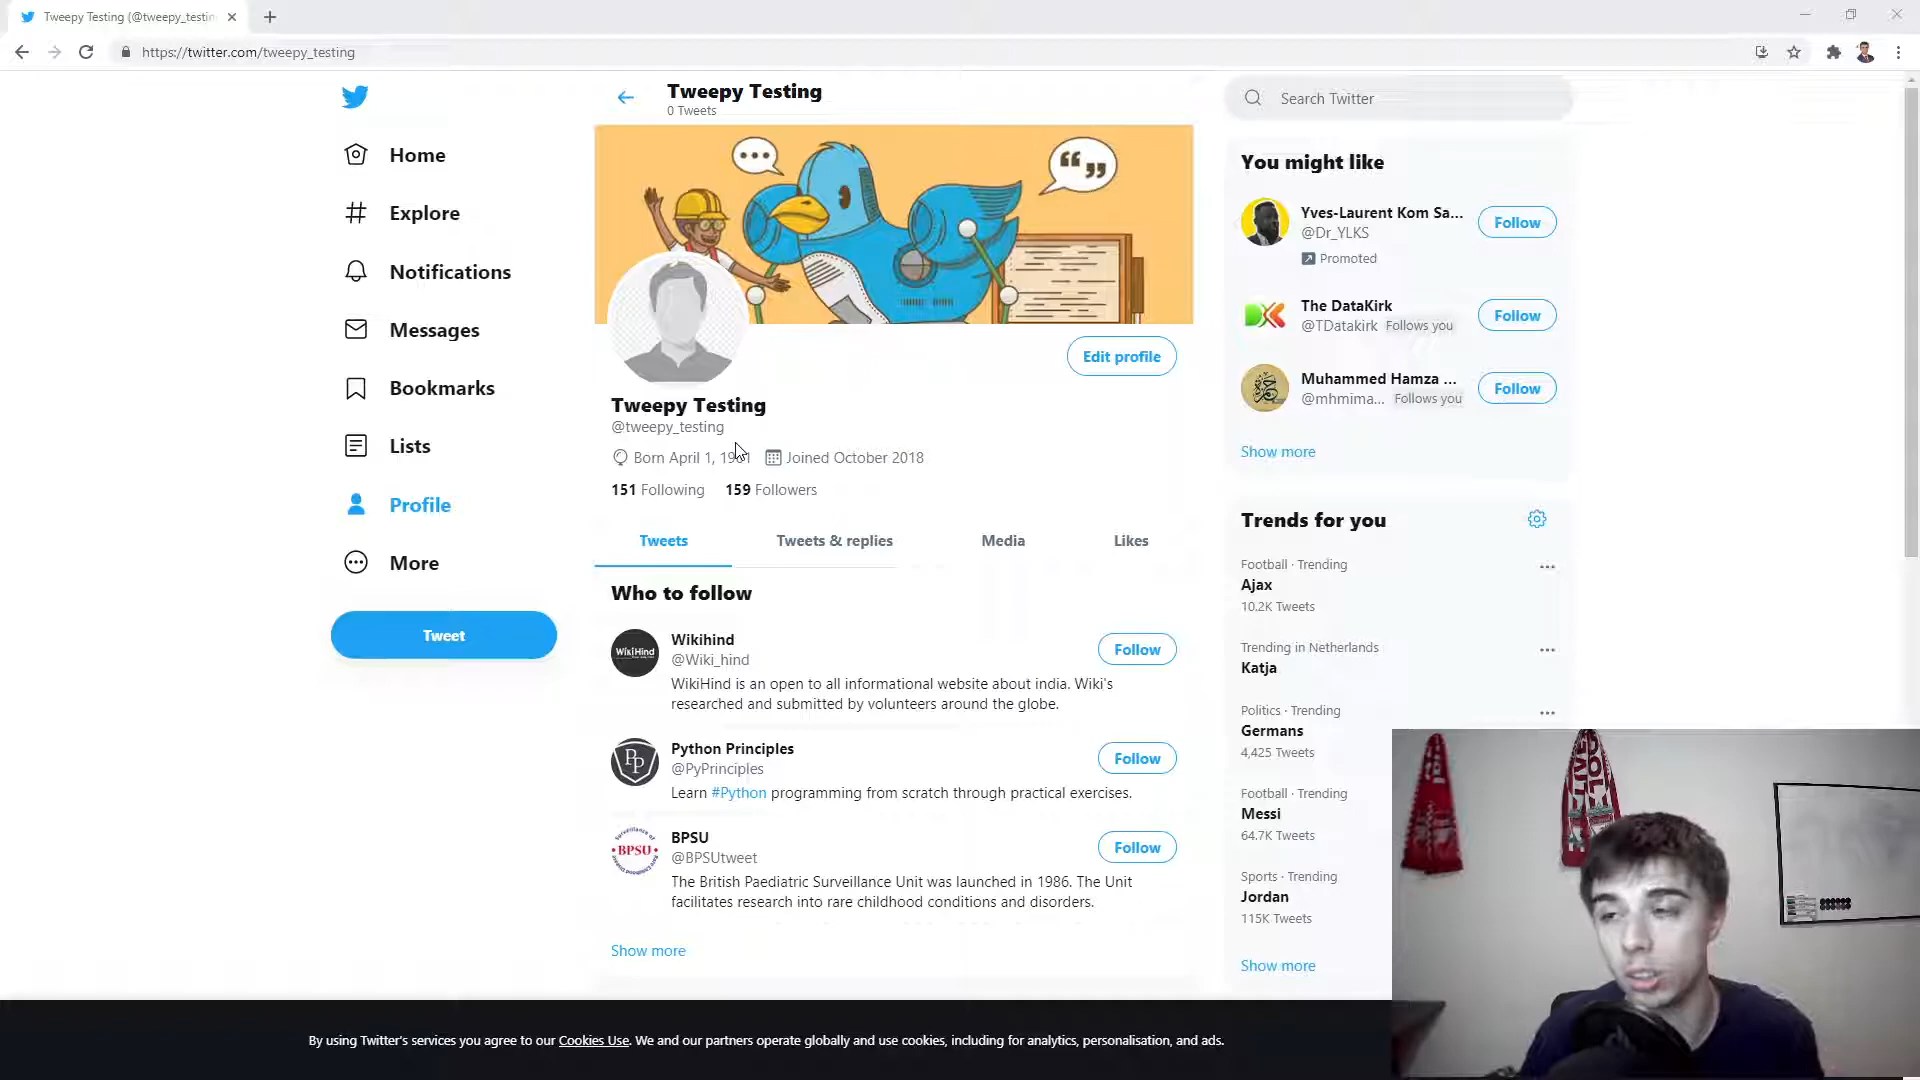 Tweepy Testing (@tweepy_testin
https://twitter.com/tweepy_testing
Tweepy Testing
0 Tweets
Home
Explore
Notifications
Messages
Bookmarks
Lists
Profile
More
Tweet
Edit profile
Tweepy Testing
@tweepy_testing
Born April 1, Joined October 2018
151 Following 159 Followers
Tweets Tweets & replies Media Likes
Who to follow
WikiHind
Wikihind
@Wiki_hind
Follow
WikiHind is an open to all informational website about india. Wiki's
researched and submitted by volunteers around the globe.
PP
Python Principles
@PyPrinciples
Follow
Learn #Python programming from scratch through practical exercises.
BPSU
BPSU
@BPSUtweet
Follow
The British Paediatric Surveillance Unit was launched in 1986. The Unit
facilitates research into rare childhood conditions and disorders.
Show more
Search Twitter
You might like
Yves-Laurent Kom Sa...
@Dr_YLKS
Promoted
Follow
The DataKirk
@TDatakirk Follows you
Follow
Muhammed Hamza ...
@mhmima... Follows you
Follow
Show more
Trends for you
Football · Trending
Ajax
10.2K Tweets
Trending in Netherlands
Katja
Politics · Trending
Germans
4,425 Tweets
Football · Trending
Messi
64.7K Tweets
Sports · Trending
Jordan
115K Tweets
Show more
By using Twitter's services you agree to our Cookies Use. We and our partners operate globally and use cookies, including for analytics, personalisation, and ads.